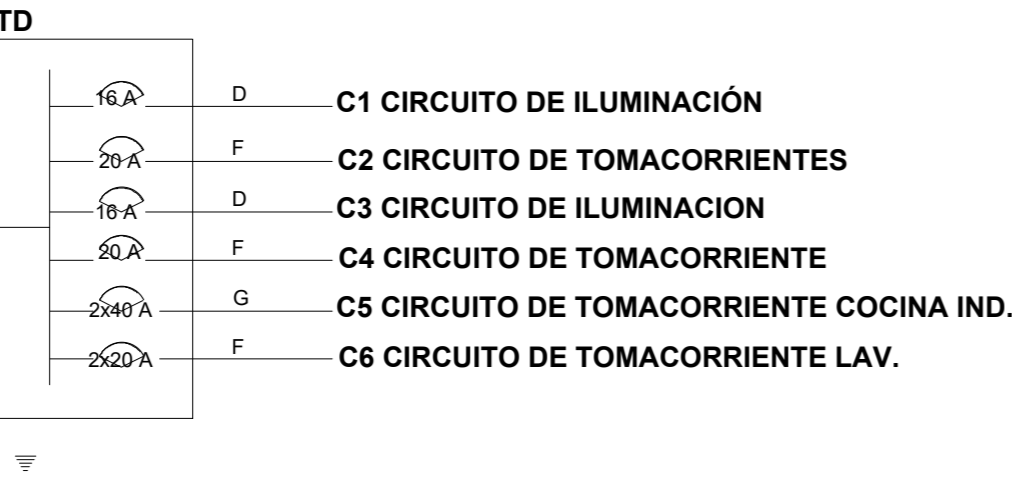 TD
16 A D C1 CIRCUITO DE ILUMINACIÓN
20 A F C2 CIRCUITO DE TOMACORRIENTES
16 A D C3 CIRCUITO DE ILUMINACION
20 A F C4 CIRCUITO DE TOMACORRIENTE
2x40 A G C5 CIRCUITO DE TOMACORRIENTE COCINA IND.
2x20 A F C6 CIRCUITO DE TOMACORRIENTE LAV.